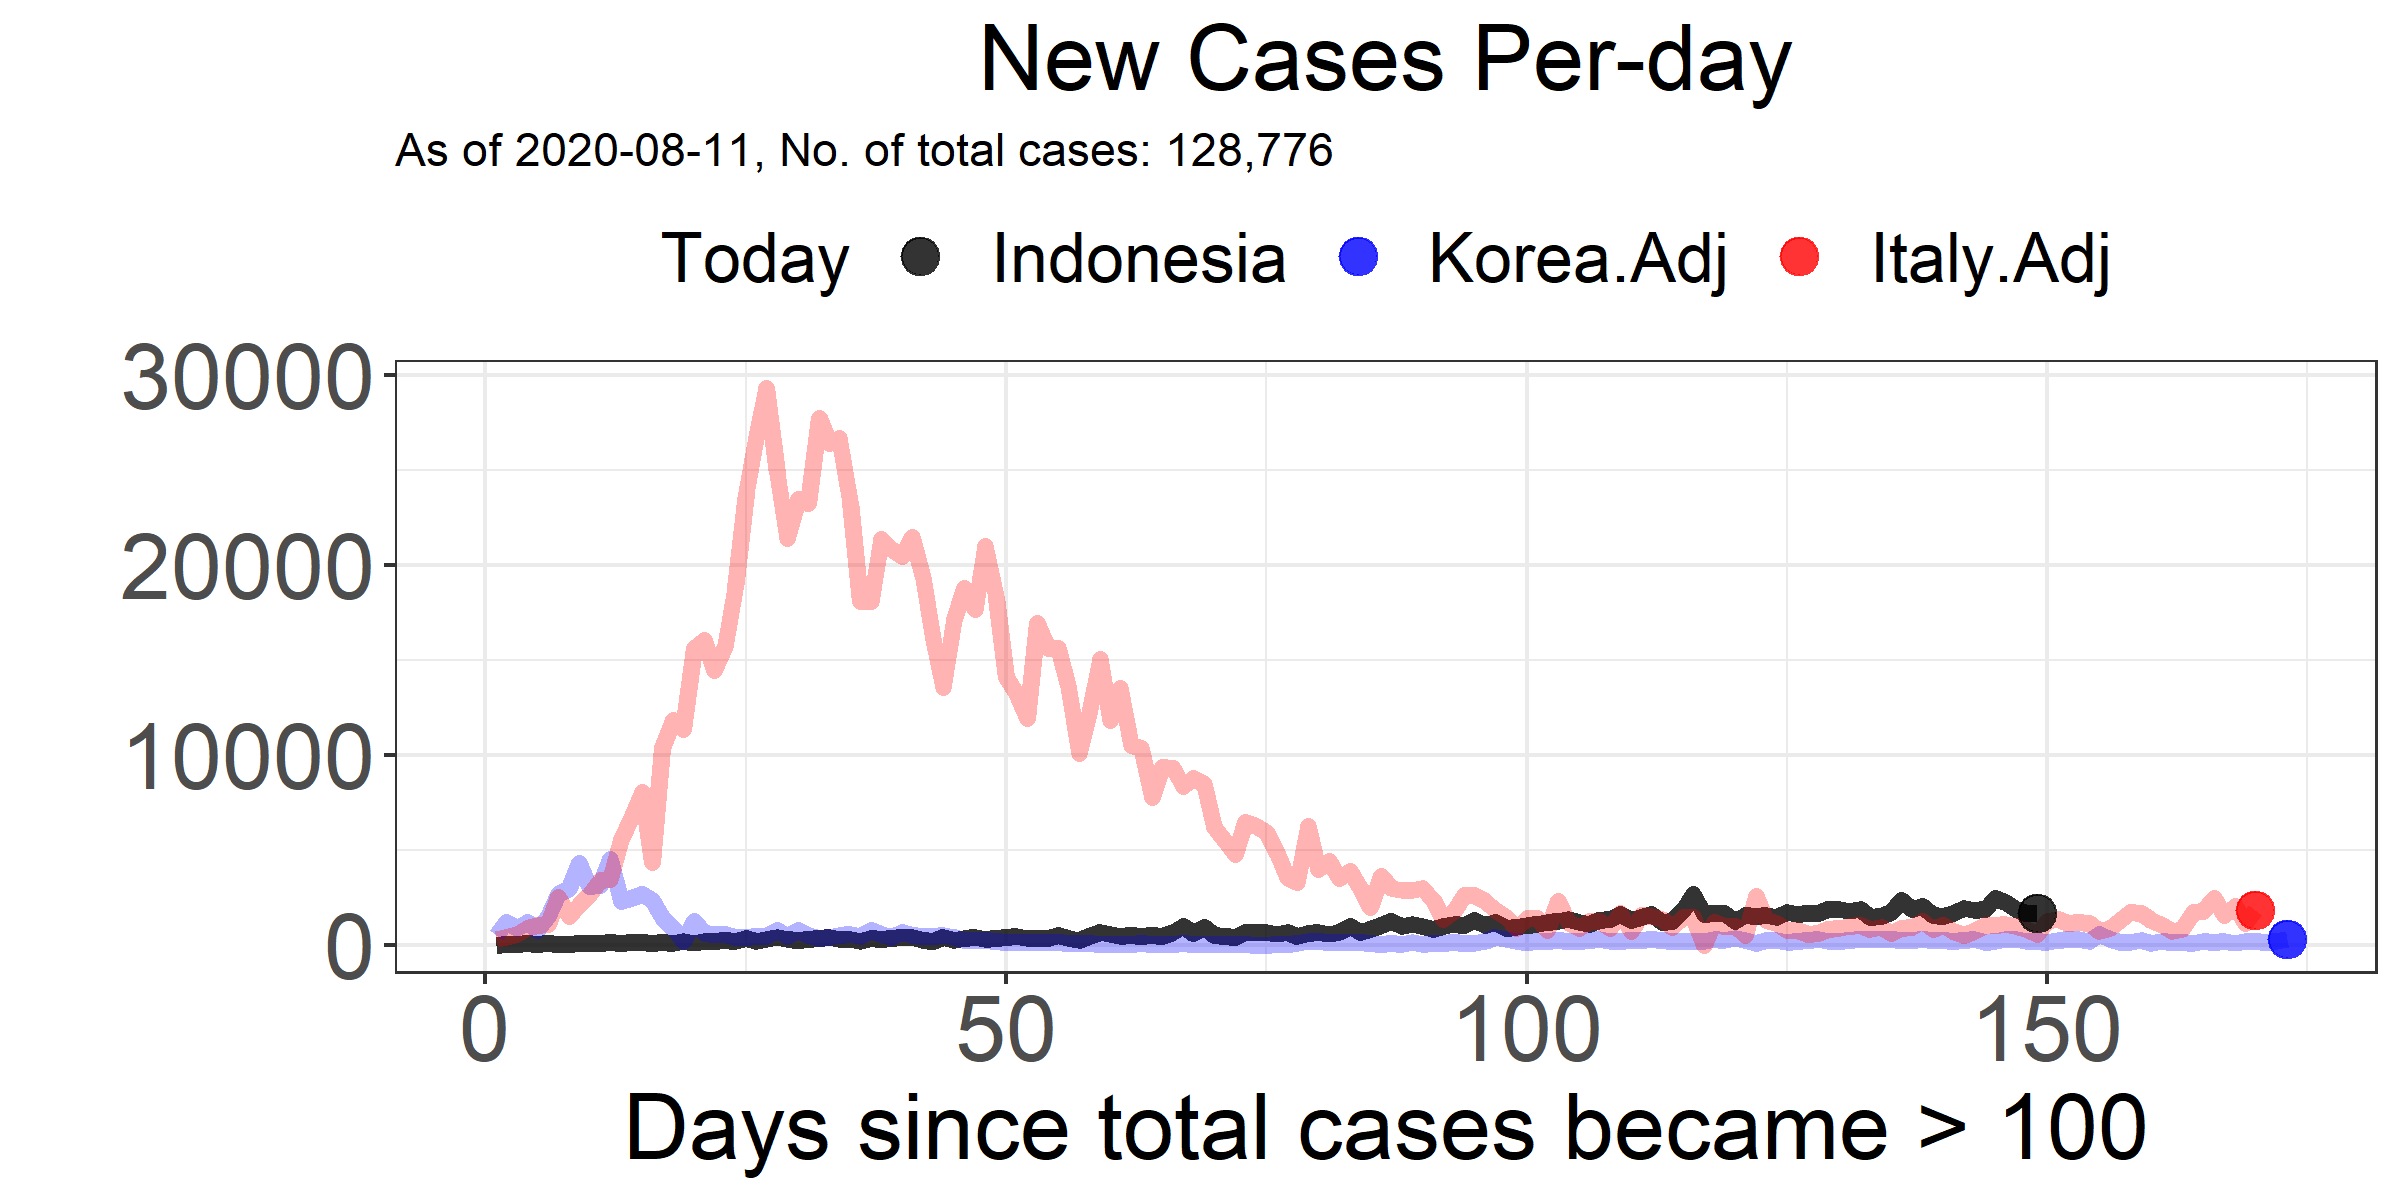 New Cases Per-day
As of 2020-08-11, No. of total cases: 128,776
Today Indonesia Korea.Adj Italy.Adj
30000
20000
10000
0
0 50 100 150
Days since total cases became > 100